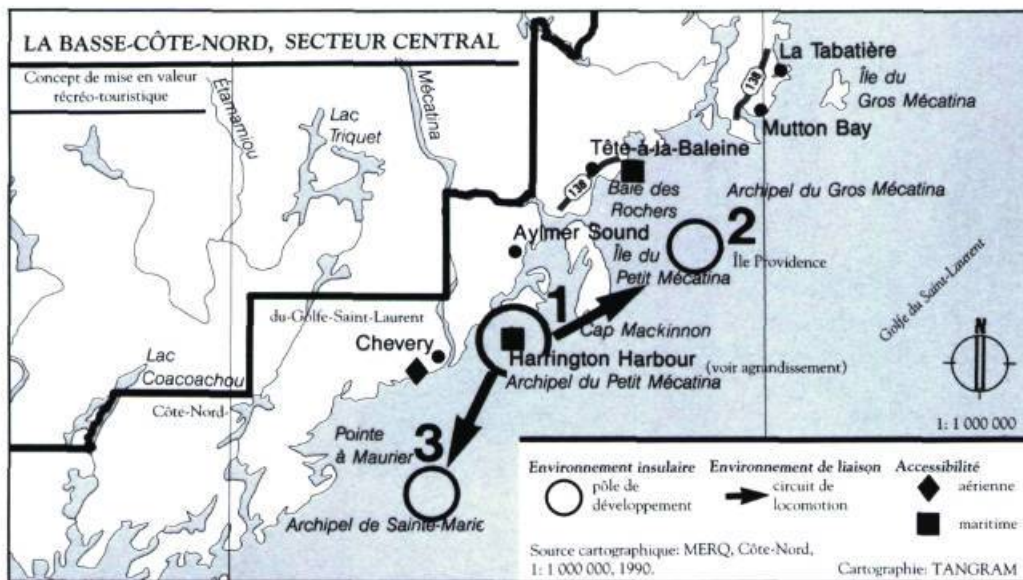 LA BASSE-CÔTE-NORD, SECTEUR CENTRAL
Concept de mise en valeur
récréo-touristique
Étamamiou
Lac
Triquet
Mécatina
138
La Tabatière
Île du
Gros Mécatina
Mutton Bay
Tête-à-la-Baleine
138
Baie des
Rochers
Archipel du Gros Mécatina
2
Aylmer Sound
Île du
Petit Mécatina
Île Providence
Golfe du Saint-Laurent
1
du-Golfe-Saint-Laurent
Cap Mackinnon
Chevery
Harrington Harbour (voir agrandissement)
Archipel du Petit Mécatina
Lac
Coacoachou
Côte-Nord-
N
1: 1 000 000
Pointe
à Maurier
3
Archipel de Sainte-Marie
Environnement insulaire
pôle de
développement
Environnement de liaison
circuit de
locomotion
Accessibilité
aérienne
maritime
Source cartographique: MERQ, Côte-Nord,
1: 1 000 000, 1990.
Cartographie: TANGRAM